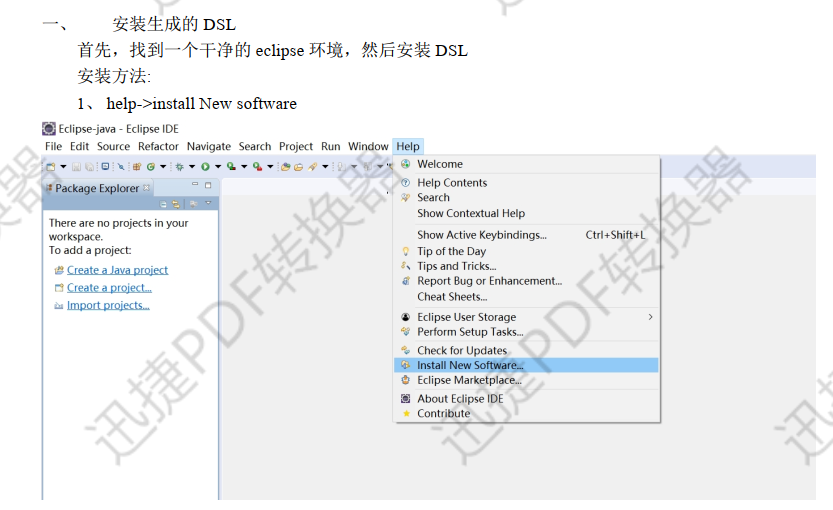 一、 安装生成的 DSL
首先，找到一个干净的 eclipse 环境，然后安装 DSL
安装方法:
1、 help->install New software
Eclipse-java - Eclipse IDE
File Edit Source Refactor Navigate Search Project Run Window Help
Package Explorer
There are no projects in your
workspace.
To add a project:
Create a Java project
Create a project...
Import projects...
Welcome
Help Contents
Search
Show Contextual Help
Show Active Keybindings... Ctrl+Shift+L
Tip of the Day
Tips and Tricks...
Report Bug or Enhancement...
Cheat Sheets...
Eclipse User Storage
Perform Setup Tasks...
Check for Updates
Install New Software...
Eclipse Marketplace...
About Eclipse IDE
Contribute
迅捷PDF转换器
迅捷PDF转换器